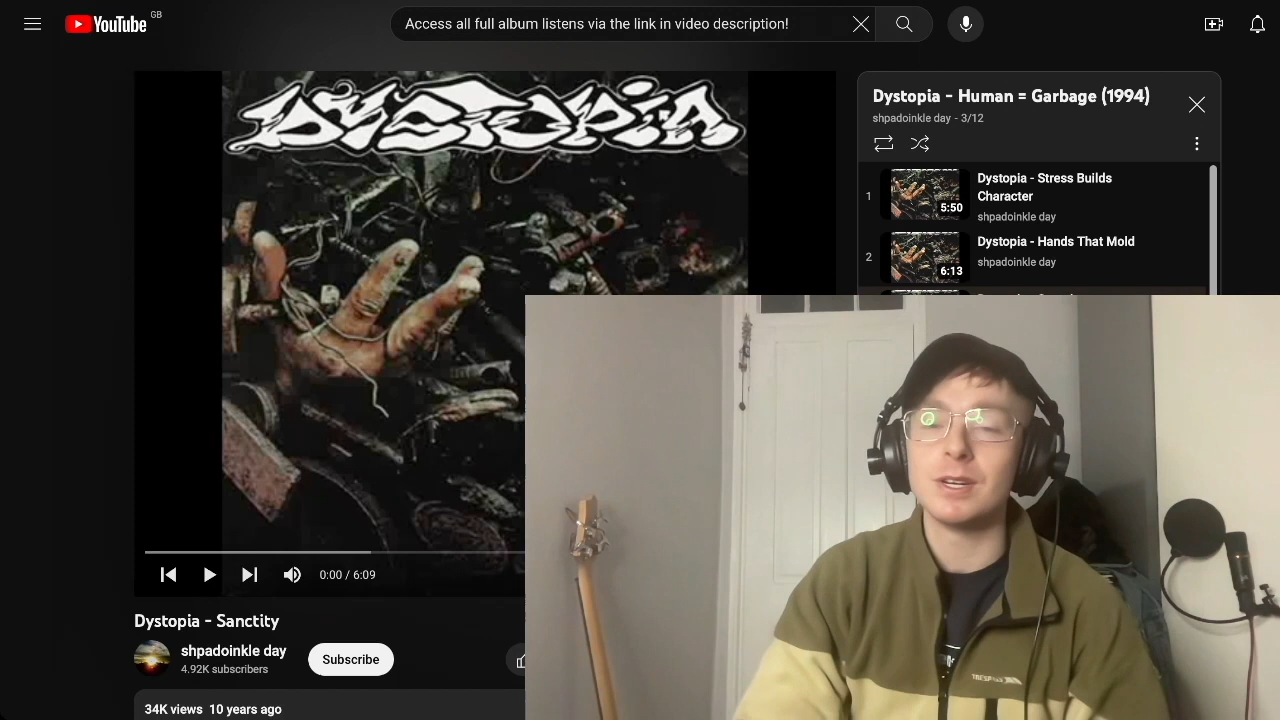 YouTube GB
Access all full album listens via the link in video description!
DYSTOPIA
Dystopia - Human = Garbage (1994)
shpadoinkle day - 3/12
1
Dystopia - Stress Builds
Character
shpadoinkle day
5:50
2
Dystopia - Hands That Mold
shpadoinkle day
6:13
0:00 / 6:09
Dystopia - Sanctity
shpadoinkle day
4.92K subscribers
Subscribe
34K views 10 years ago
TRESPASS